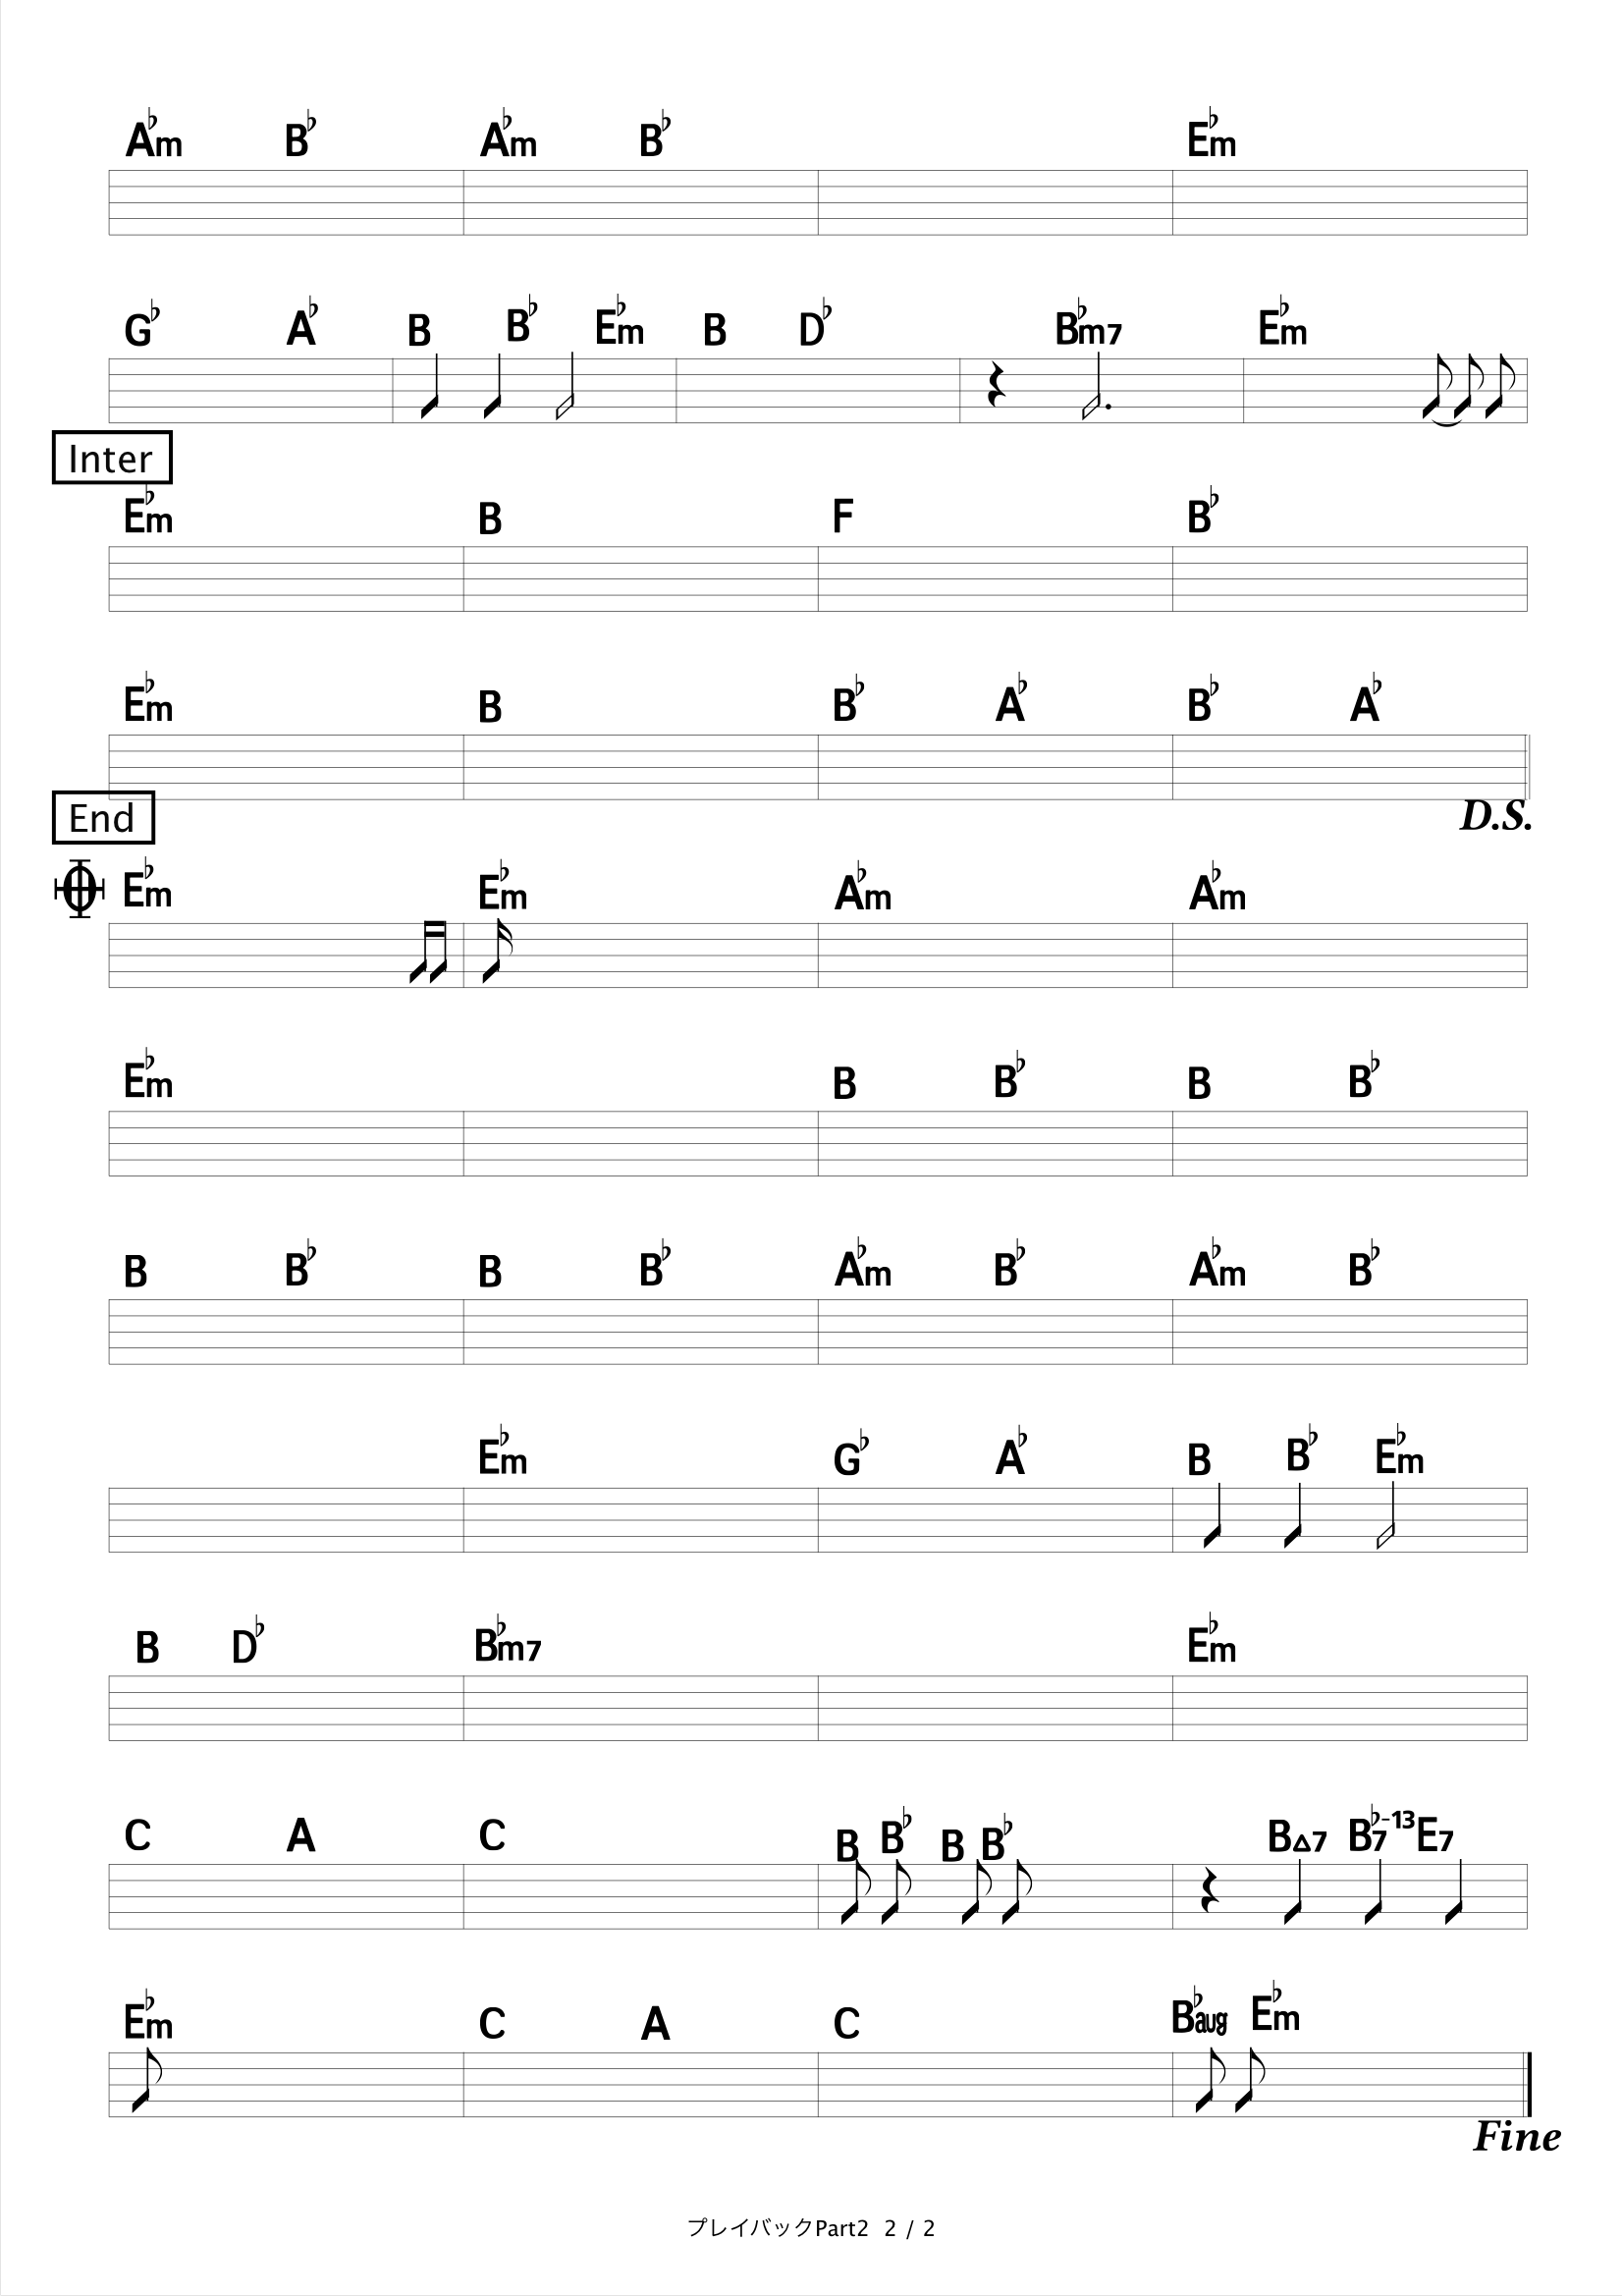 A♭m B♭ A♭m B♭ E♭m
G♭ A♭ B B♭ E♭m B D♭ B♭m7 E♭m
Inter
E♭m B F B♭
E♭m B B♭ A♭ B♭ A♭
D.S.
End
E♭m E♭m A♭m A♭m
E♭m B B♭ B B♭
B B♭ B B♭ A♭m B♭ A♭m B♭
E♭m G♭ A♭ B B♭ E♭m
B D♭ B♭m7 E♭m
C A C B B♭ B B♭ B△7 B♭7-13 E7
E♭m C A C B♭aug E♭m
Fine
プレイバックPart2 2 / 2